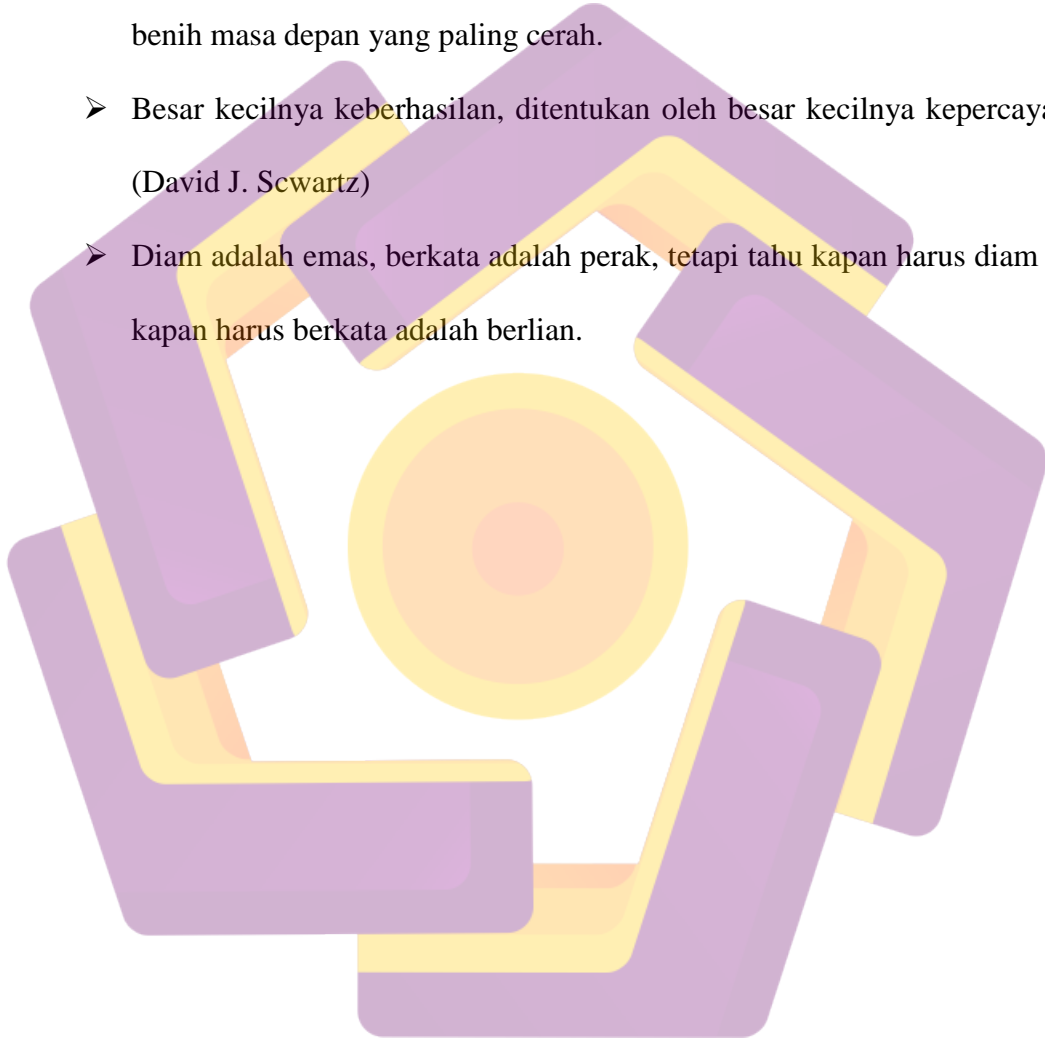 benih masa depan yang paling cerah.
➢ Besar kecilnya keberhasilan, ditentukan oleh besar kecilnya
(David J. Scwartz)
➢ Diam adalah emas, berkata adalah perak, tetapi tahu kapan harus diam
kapan harus berkata adalah berlian.